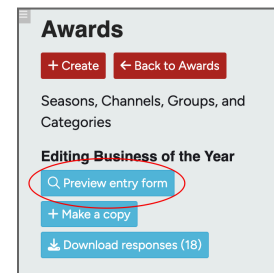 Awards
+ Create ← Back to Awards
Seasons, Channels, Groups, and
Categories
Editing Business of the Year
Preview entry form
+ Make a copy
Download responses (18)